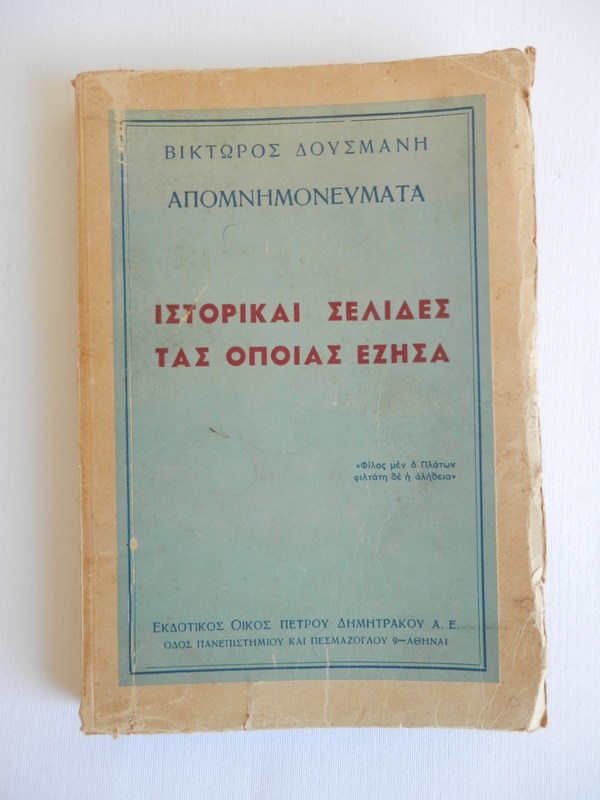 ΒΙΚΤΩΡΟΣ ΔΟΥΣΜΑΝΗ
ΑΠΟΜΝΗΜΟΝΕΥΜΑΤΑ
ΙΣΤΟΡΙΚΑΙ ΣΕΛΙΔΕΣ
ΤΑΣ ΟΠΟΙΑΣ ΕΖΗΣΑ
«Φίλος μέν ὁ Πλάτων
φιλτάτη δὲ ἡ ἀλήθεια»
ΕΚΔΟΤΙΚΟΣ ΟΙΚΟΣ ΠΕΤΡΟΥ ΔΗΜΗΤΡΑΚΟΥ Α. Ε.
ΟΔΟΣ ΠΑΝΕΠΙΣΤΗΜΙΟΥ ΚΑΙ ΠΕΣΜΑΖΟΓΛΟΥ 9—ΑΘΗΝΑΙ